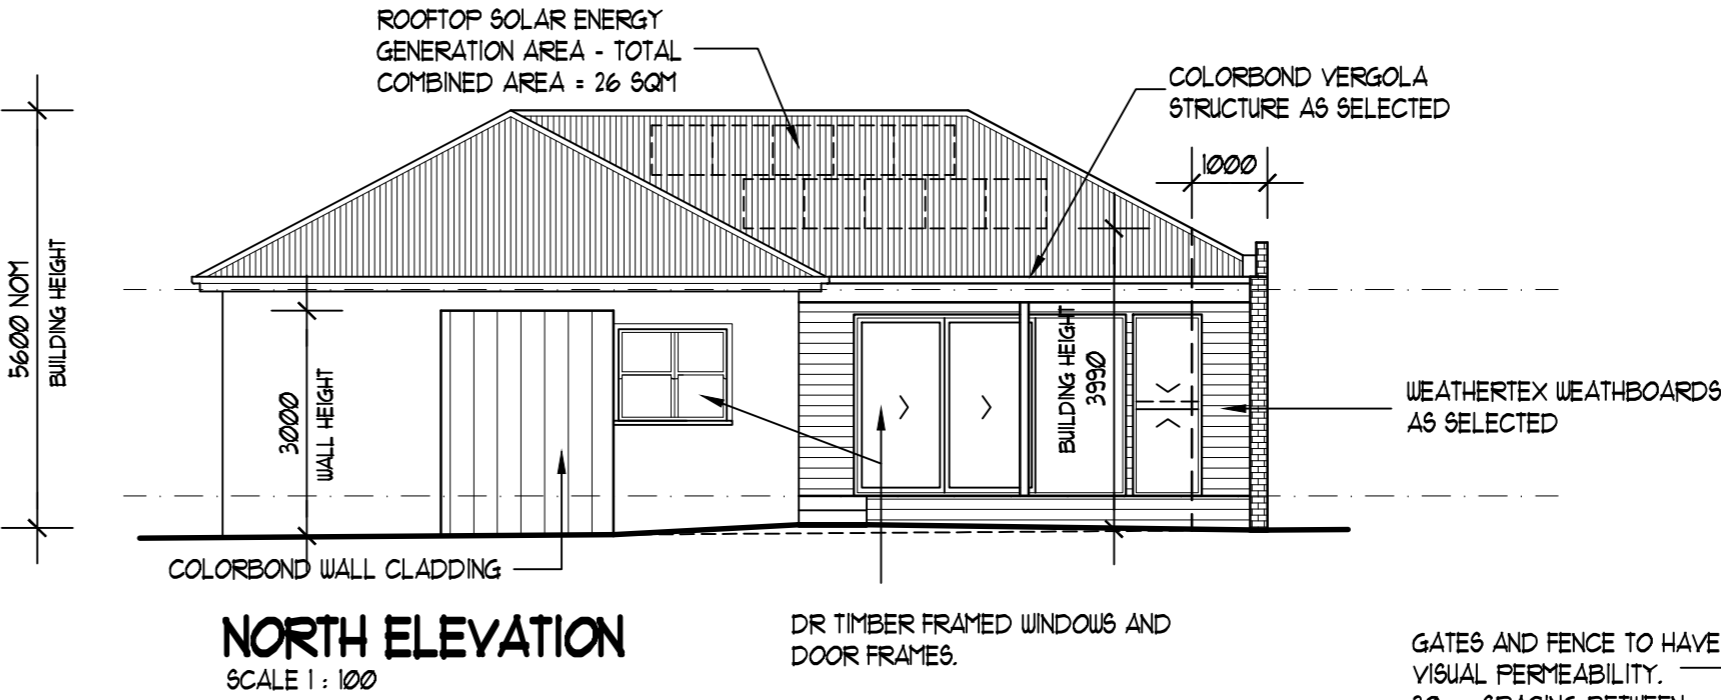 ROOFTOP SOLAR ENERGY
GENERATION AREA - TOTAL
COMBINED AREA = 26 SQM
COLORBOND VERGOLA
STRUCTURE AS SELECTED
1000
5600 NOM
BUILDING HEIGHT
3000
WALL HEIGHT
BUILDING HEIGHT
3990
WEATHERTEX WEATHBOARDS
AS SELECTED
COLORBOND WALL CLADDING
NORTH ELEVATION
SCALE 1 : 100
DR TIMBER FRAMED WINDOWS AND
DOOR FRAMES.
GATES AND FENCE TO HAVE
VISUAL PERMEABILITY.
SPACING BETWEEN